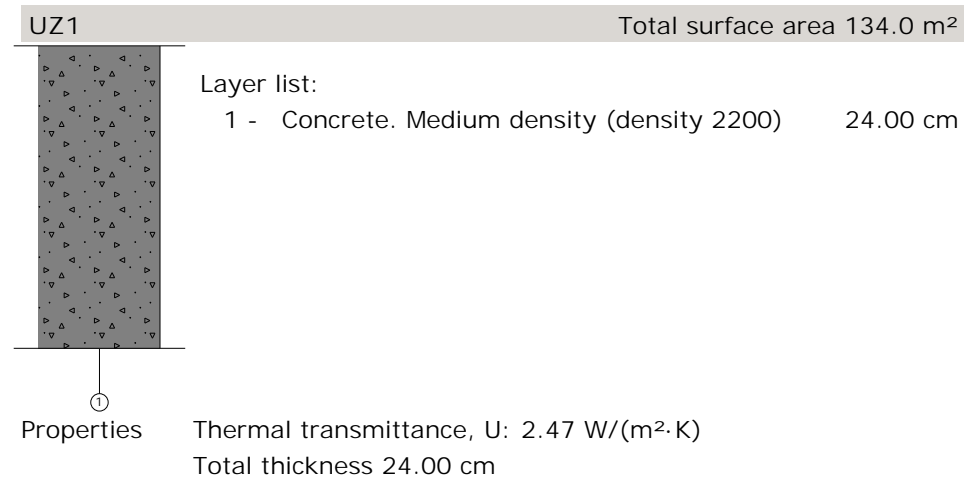 UZ1 Total surface area 134.0 m²
Layer list:
1 - Concrete. Medium density (density 2200) 24.00 cm
1
Properties Thermal transmittance, U: 2.47 W/(m²·K)
Total thickness 24.00 cm